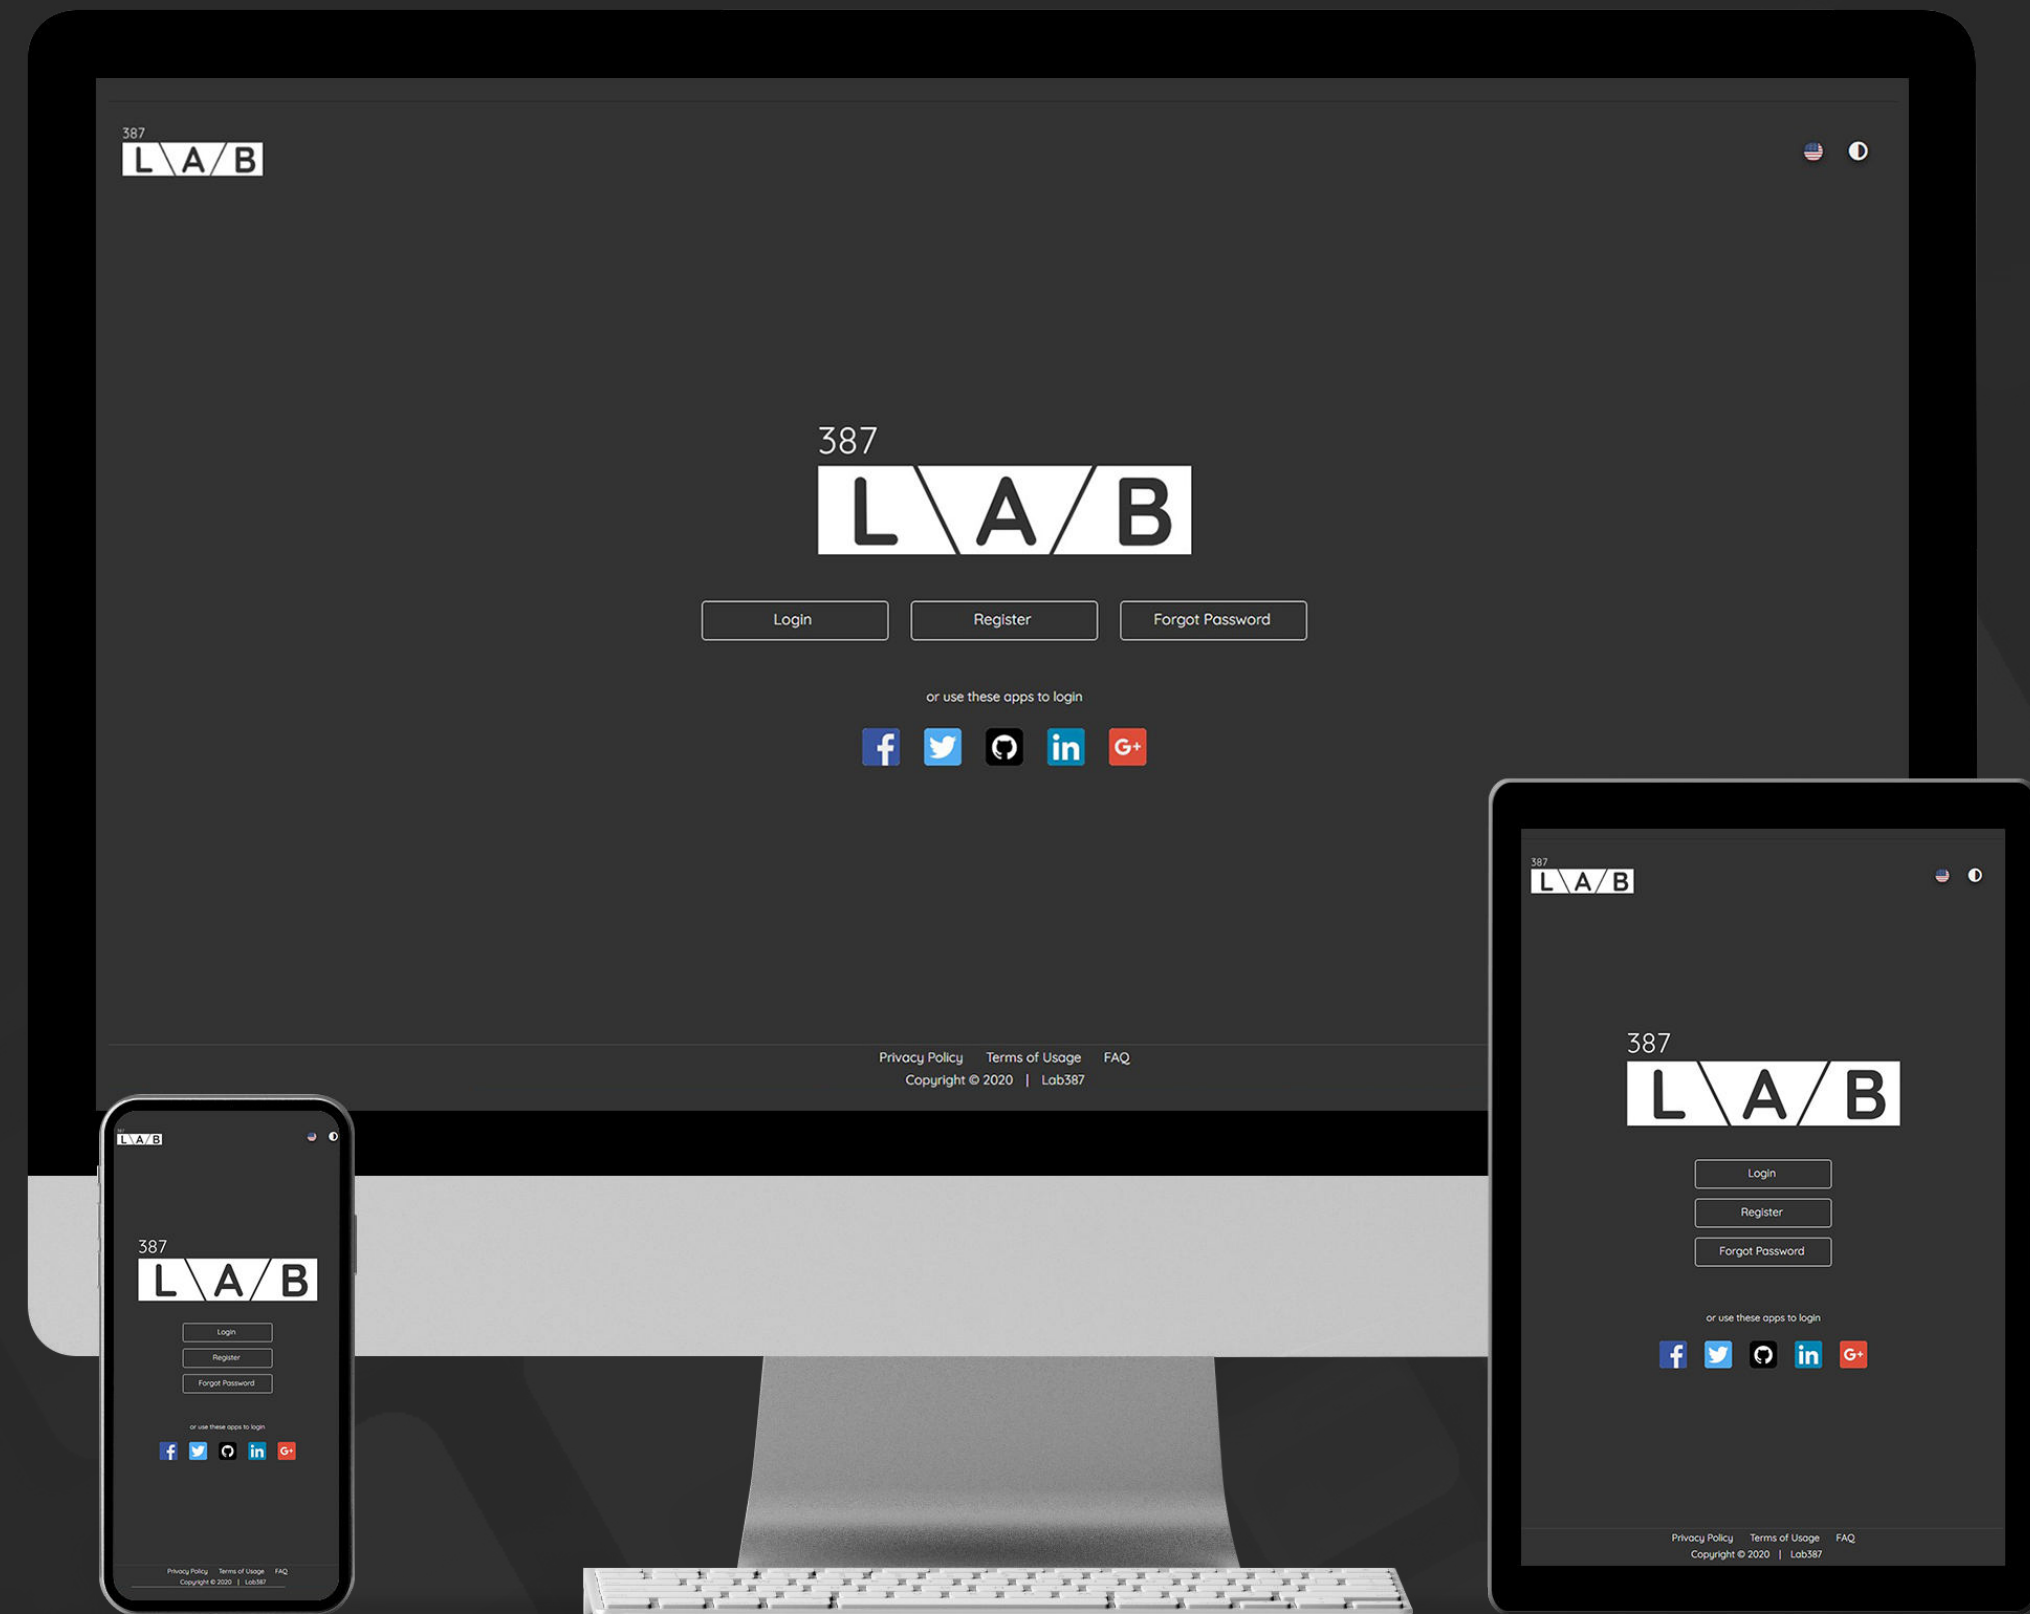 387
L\A/B
387
L\A/B
Login Register Forgot Password
or use these apps to login
f in G+
Privacy Policy Terms of Usage FAQ
Copyright © 2020 | Lab387
387
L\A/B
387
L\A/B
Login
Register
Forgot Password
or use these apps to login
f in G+
Privacy Policy Terms of Usage FAQ
Copyright © 2020 | Lab387
L\A/B
387
L\A/B
Login
Register
Forgot Password
or use these apps to login
f in G+
Privacy Policy Terms of Usage FAQ
Copyright © 2020 | Lab387